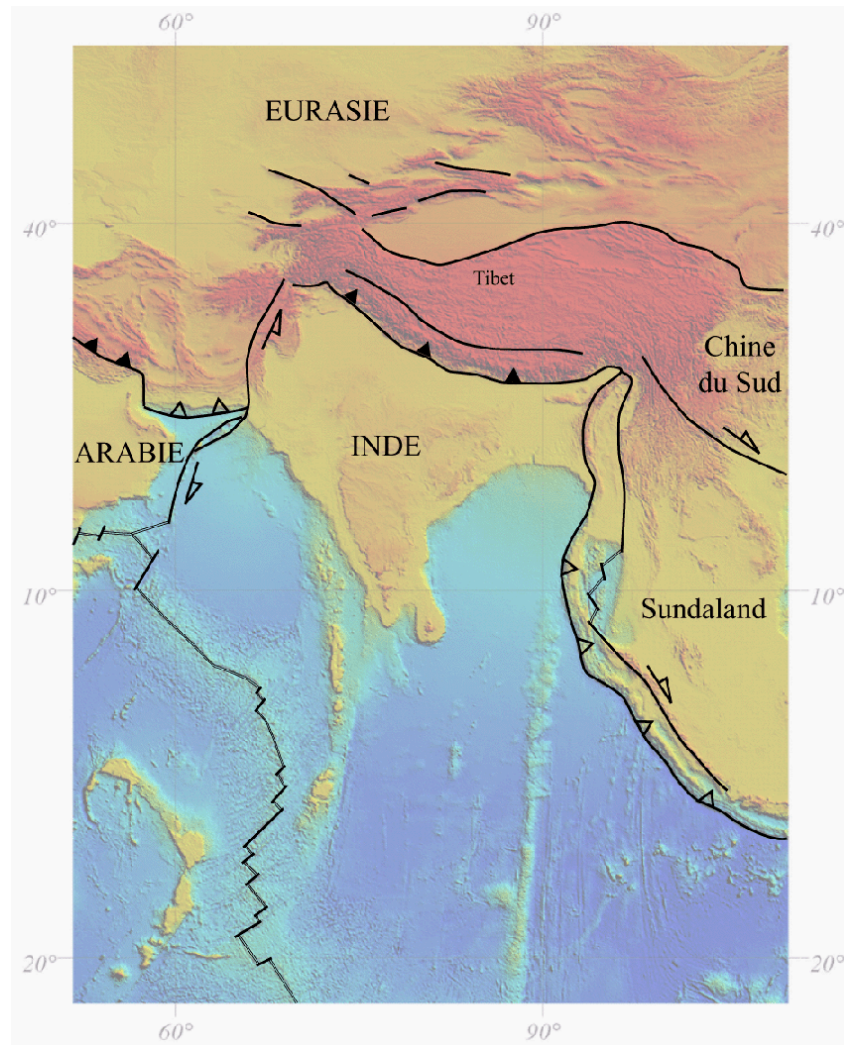 60° 90°
EURASIE
40° 40°
Tibet
Chine
du Sud
ARABIE INDE
10° 10°
Sundaland
20° 20°
60° 90°